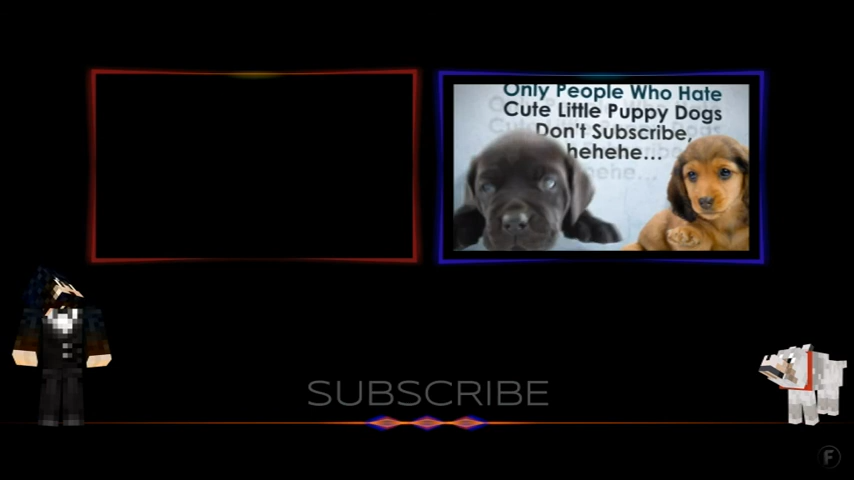 Only People Who Hate
Cute Little Puppy Dogs
Don't Subscribe,
hehehe...
SUBSCRIBE
F